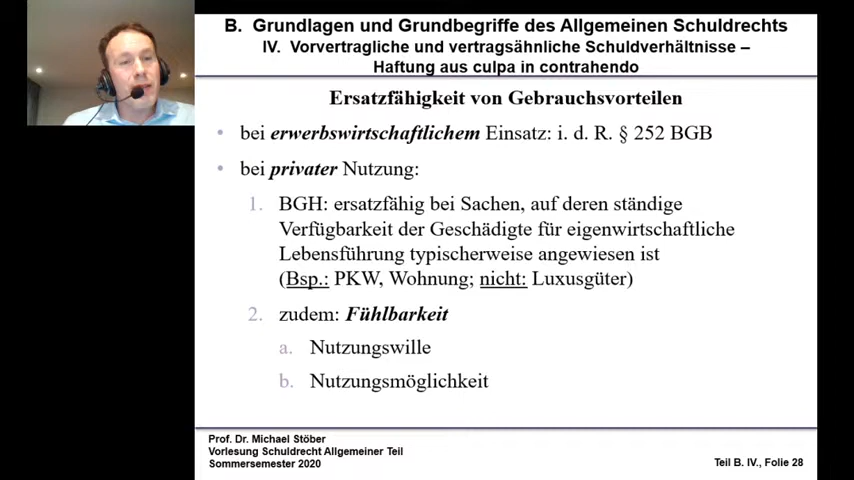 B. Grundlagen und Grundbegriffe des Allgemeinen Schuldrechts
IV. Vorvertragliche und vertragsähnliche Schuldverhältnisse –
Haftung aus culpa in contrahendo
Ersatzfähigkeit von Gebrauchsvorteilen
• bei erwerbswirtschaftlichem Einsatz: i. d. R. § 252 BGB
• bei privater Nutzung:
1. BGH: ersatzfähig bei Sachen, auf deren ständige
Verfügbarkeit der Geschädigte für eigenwirtschaftliche
Lebensführung typischerweise angewiesen ist
(Bsp.: PKW, Wohnung; nicht: Luxusgüter)
2. zudem: Fühlbarkeit
a. Nutzungswille
b. Nutzungsmöglichkeit
Prof. Dr. Michael Stöber
Vorlesung Schuldrecht Allgemeiner Teil
Sommersemester 2020
Teil B. IV., Folie 28